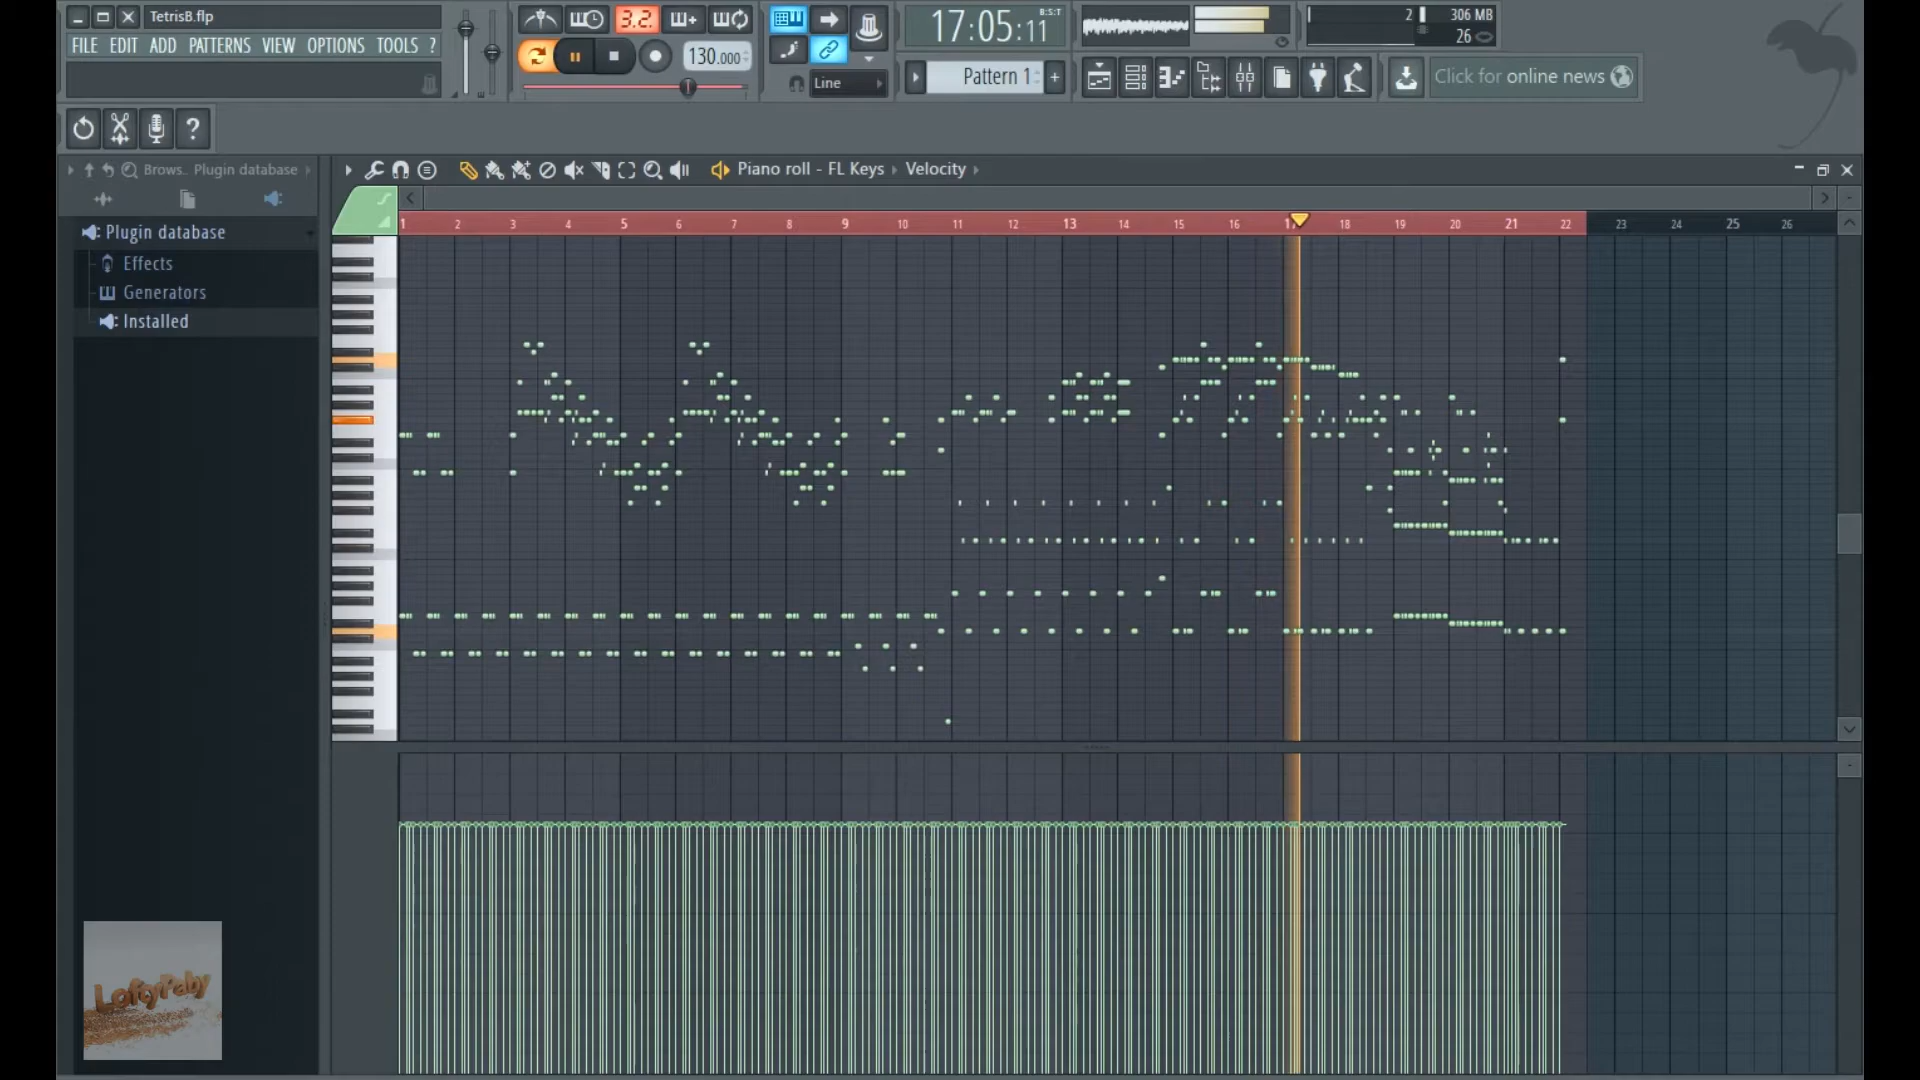 TetrisB.flp
FILE EDIT ADD PATTERNS VIEW OPTIONS TOOLS ?
3.2.
130.000
Line
17:05:11
B:S:T
Pattern 1
+
2
306 MB
26
Click for online news
?
Brows.. Plugin database
Piano roll - FL Keys
Velocity
Plugin database
Effects
Generators
Installed
1 2 3 4 5 6 7 8 9 10 11 12 13 14 15 16 17 18 19 20 21 22 23 24 25 26
LoftyPaby